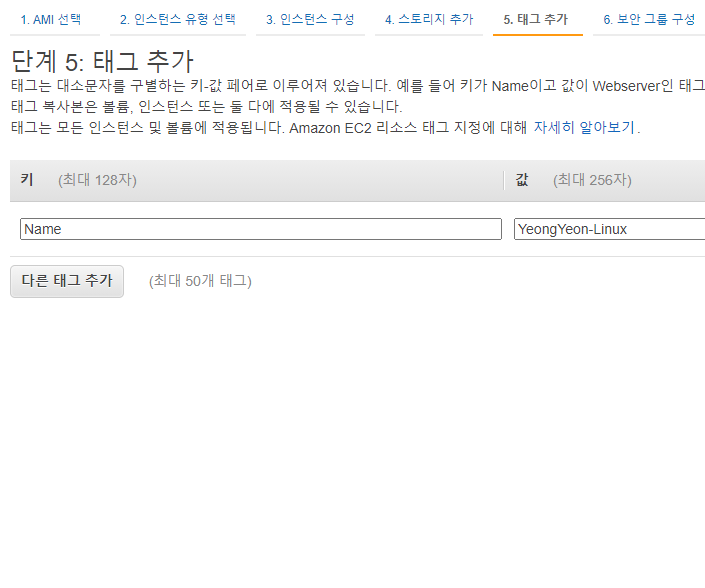 1. AMI 선택 2. 인스턴스 유형 선택 3. 인스턴스 구성 4. 스토리지 추가 5. 태그 추가 6. 보안 그룹 구성
단계 5: 태그 추가
태그는 대소문자를 구별하는 키-값 페어로 이루어져 있습니다. 예를 들어 키가 Name이고 값이 Webserver인 태그
태그 복사본은 볼륨, 인스턴스 또는 둘 다에 적용될 수 있습니다.
태그는 모든 인스턴스 및 볼륨에 적용됩니다. Amazon EC2 리소스 태그 지정에 대해 자세히 알아보기.
키 (최대 128자) 값 (최대 256자)
Name YeongYeon-Linux
다른 태그 추가 (최대 50개 태그)